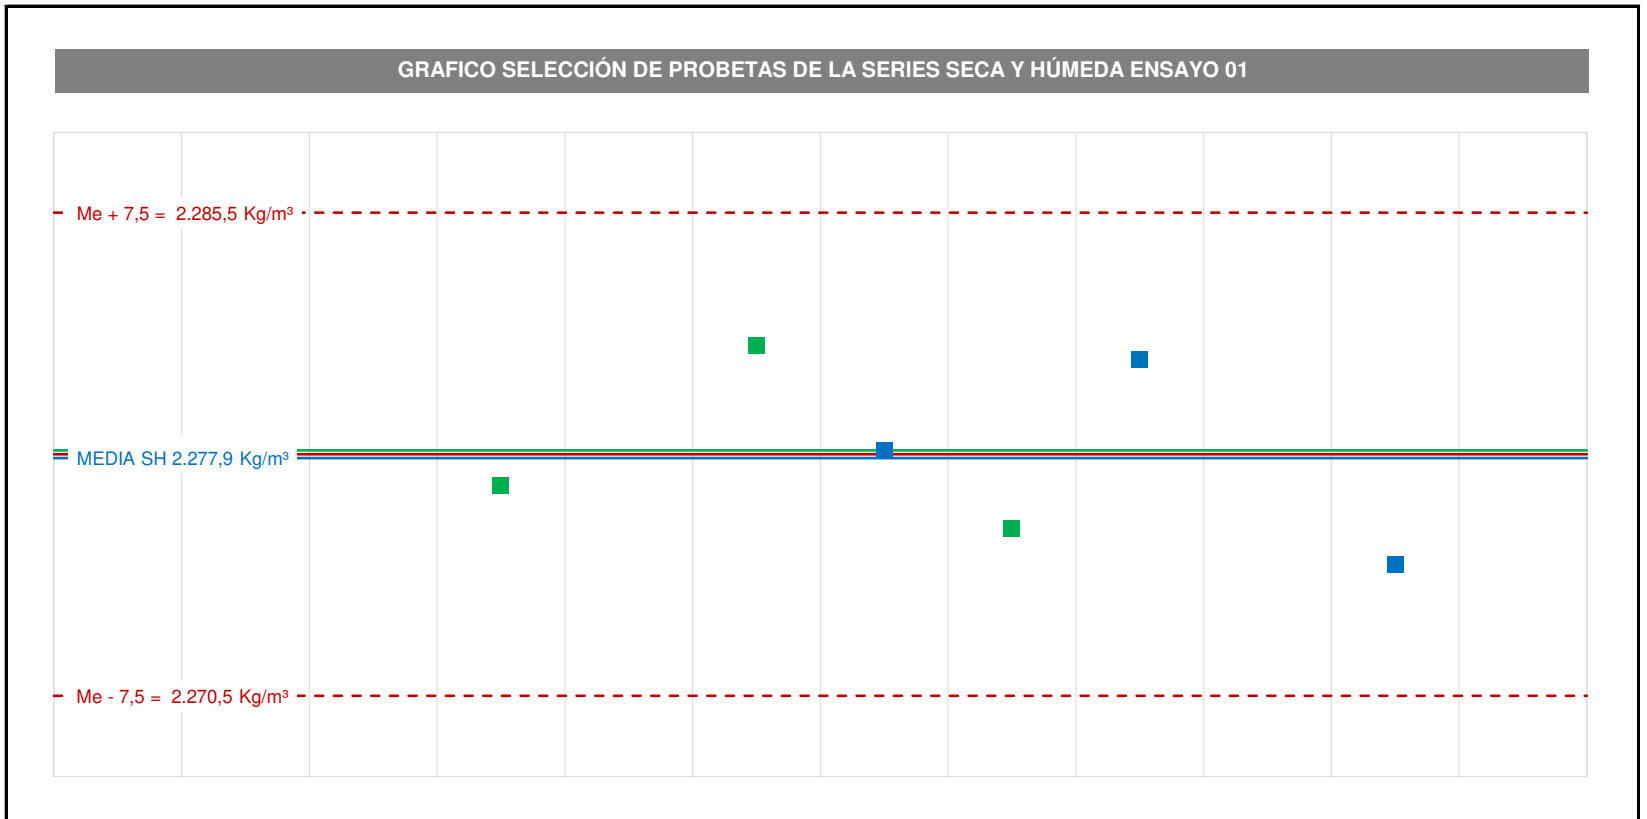 GRAFICO SELECCIÓN DE PROBETAS DE LA SERIES SECA Y HÚMEDA ENSAYO 01
Me + 7,5 = 2.285,5 Kg/m³
MEDIA SH 2.277,9 Kg/m³
Me - 7,5 = 2.270,5 Kg/m³